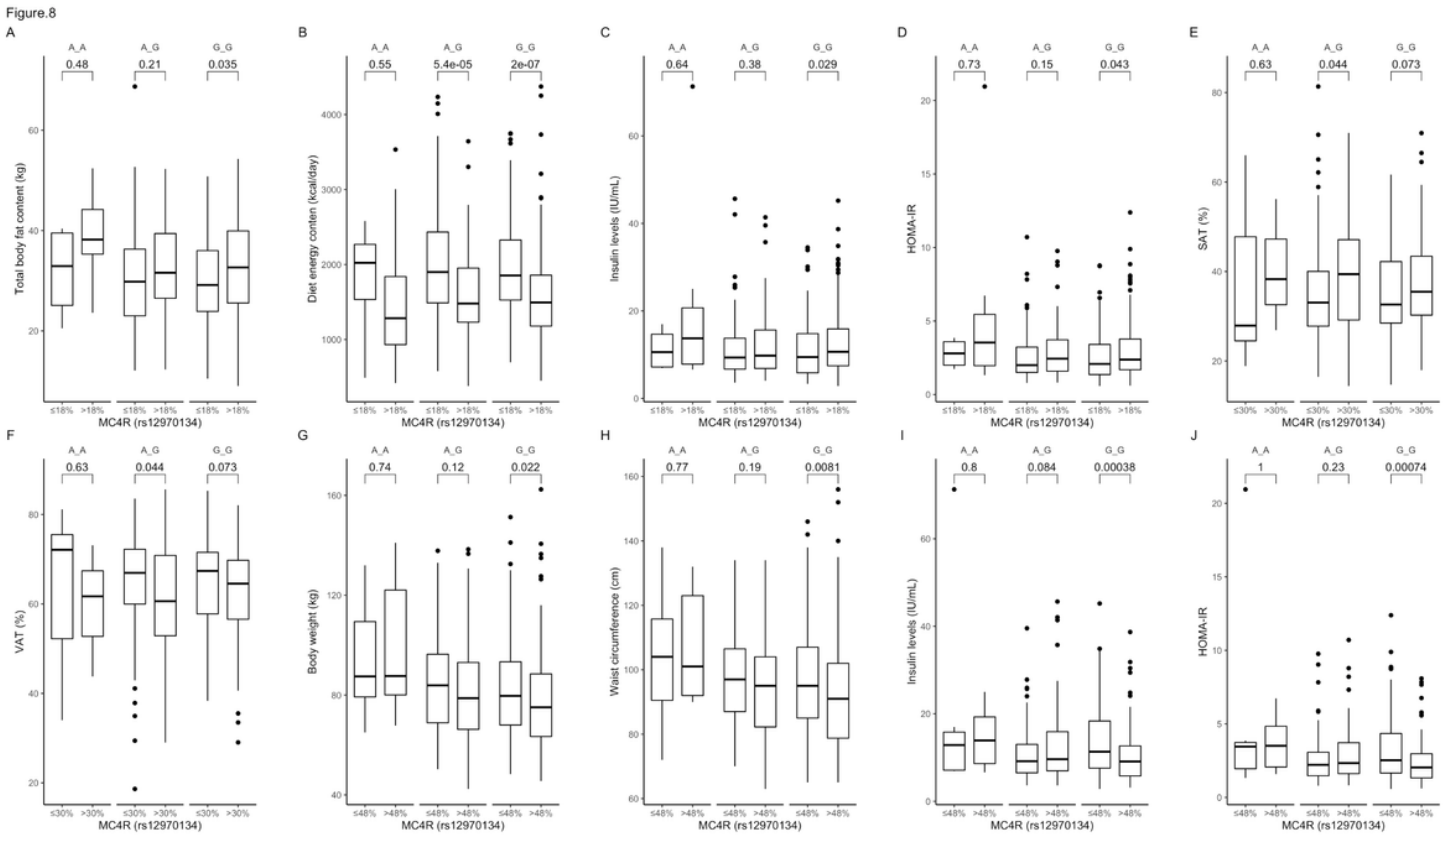 Figure.8
A
A_A
A_G
G_G
0.48
0.21
0.035
Total body fat content (kg)
60
40
20
≤18%
>18%
≤18%
>18%
≤18%
>18%
MC4R (rs12970134)
B
A_A
A_G
G_G
0.55
5.4e-05
2e-07
Diet energy conten (kcal/day)
4000
3000
2000
1000
≤18%
>18%
≤18%
>18%
≤18%
>18%
MC4R (rs12970134)
C
A_A
A_G
G_G
0.64
0.38
0.029
Insulin levels (IU/mL)
60
40
20
0
≤18%
>18%
≤18%
>18%
≤18%
>18%
MC4R (rs12970134)
D
A_A
A_G
G_G
0.73
0.15
0.043
HOMA-IR
20
15
10
5
0
≤18%
>18%
≤18%
>18%
≤18%
>18%
MC4R (rs12970134)
E
A_A
A_G
G_G
0.63
0.044
0.073
SAT (%)
80
60
40
20
≤30%
>30%
≤30%
>30%
≤30%
>30%
MC4R (rs12970134)
F
A_A
A_G
G_G
0.63
0.044
0.073
VAT (%)
80
60
40
20
≤30%
>30%
≤30%
>30%
≤30%
>30%
MC4R (rs12970134)
G
A_A
A_G
G_G
0.74
0.12
0.022
Body weight (kg)
160
120
80
40
≤48%
>48%
≤48%
>48%
≤48%
>48%
MC4R (rs12970134)
H
A_A
A_G
G_G
0.77
0.19
0.0081
Waist circumference (cm)
160
140
120
100
80
60
≤48%
>48%
≤48%
>48%
≤48%
>48%
MC4R (rs12970134)
I
A_A
A_G
G_G
0.8
0.084
0.00038
Insulin levels (IU/mL)
60
40
20
0
≤48%
>48%
≤48%
>48%
≤48%
>48%
MC4R (rs12970134)
J
A_A
A_G
G_G
1
0.23
0.00074
HOMA-IR
20
15
10
5
0
≤48%
>48%
≤48%
>48%
≤48%
>48%
MC4R (rs12970134)